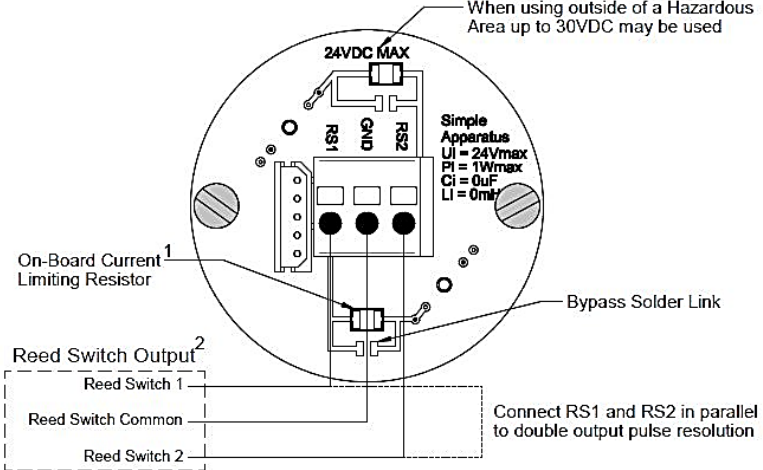 When using outside of a Hazardous
Area up to 30VDC may be used
24VDC MAX
RS1
GND
RS2
Simple
Apparatus
UI = 24Vmax
PI = 1Wmax
Ci = 0uF
LI = 0mH
On-Board Current 1
Limiting Resistor
Bypass Solder Link
Reed Switch Output 2
Reed Switch 1
Reed Switch Common
Reed Switch 2
Connect RS1 and RS2 in parallel
to double output pulse resolution